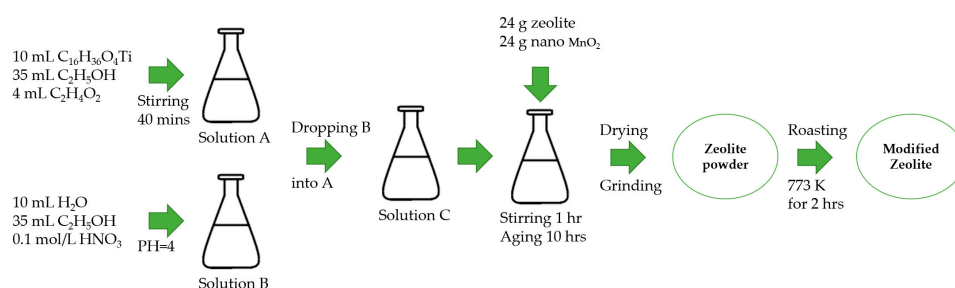 10 mL C₁₆H₃₆O₄Ti
35 mL C₂H₅OH
4 mL C₂H₄O₂
Stirring
40 mins
Solution A
10 mL H₂O
35 mL C₂H₅OH
0.1 mol/L HNO₃
PH=4
Solution B
Dropping B
into A
Solution C
24 g zeolite
24 g nano MnO₂
Stirring 1 hr
Aging 10 hrs
Drying
Grinding
Zeolite
powder
Roasting
773 K
for 2 hrs
Modified
Zeolite